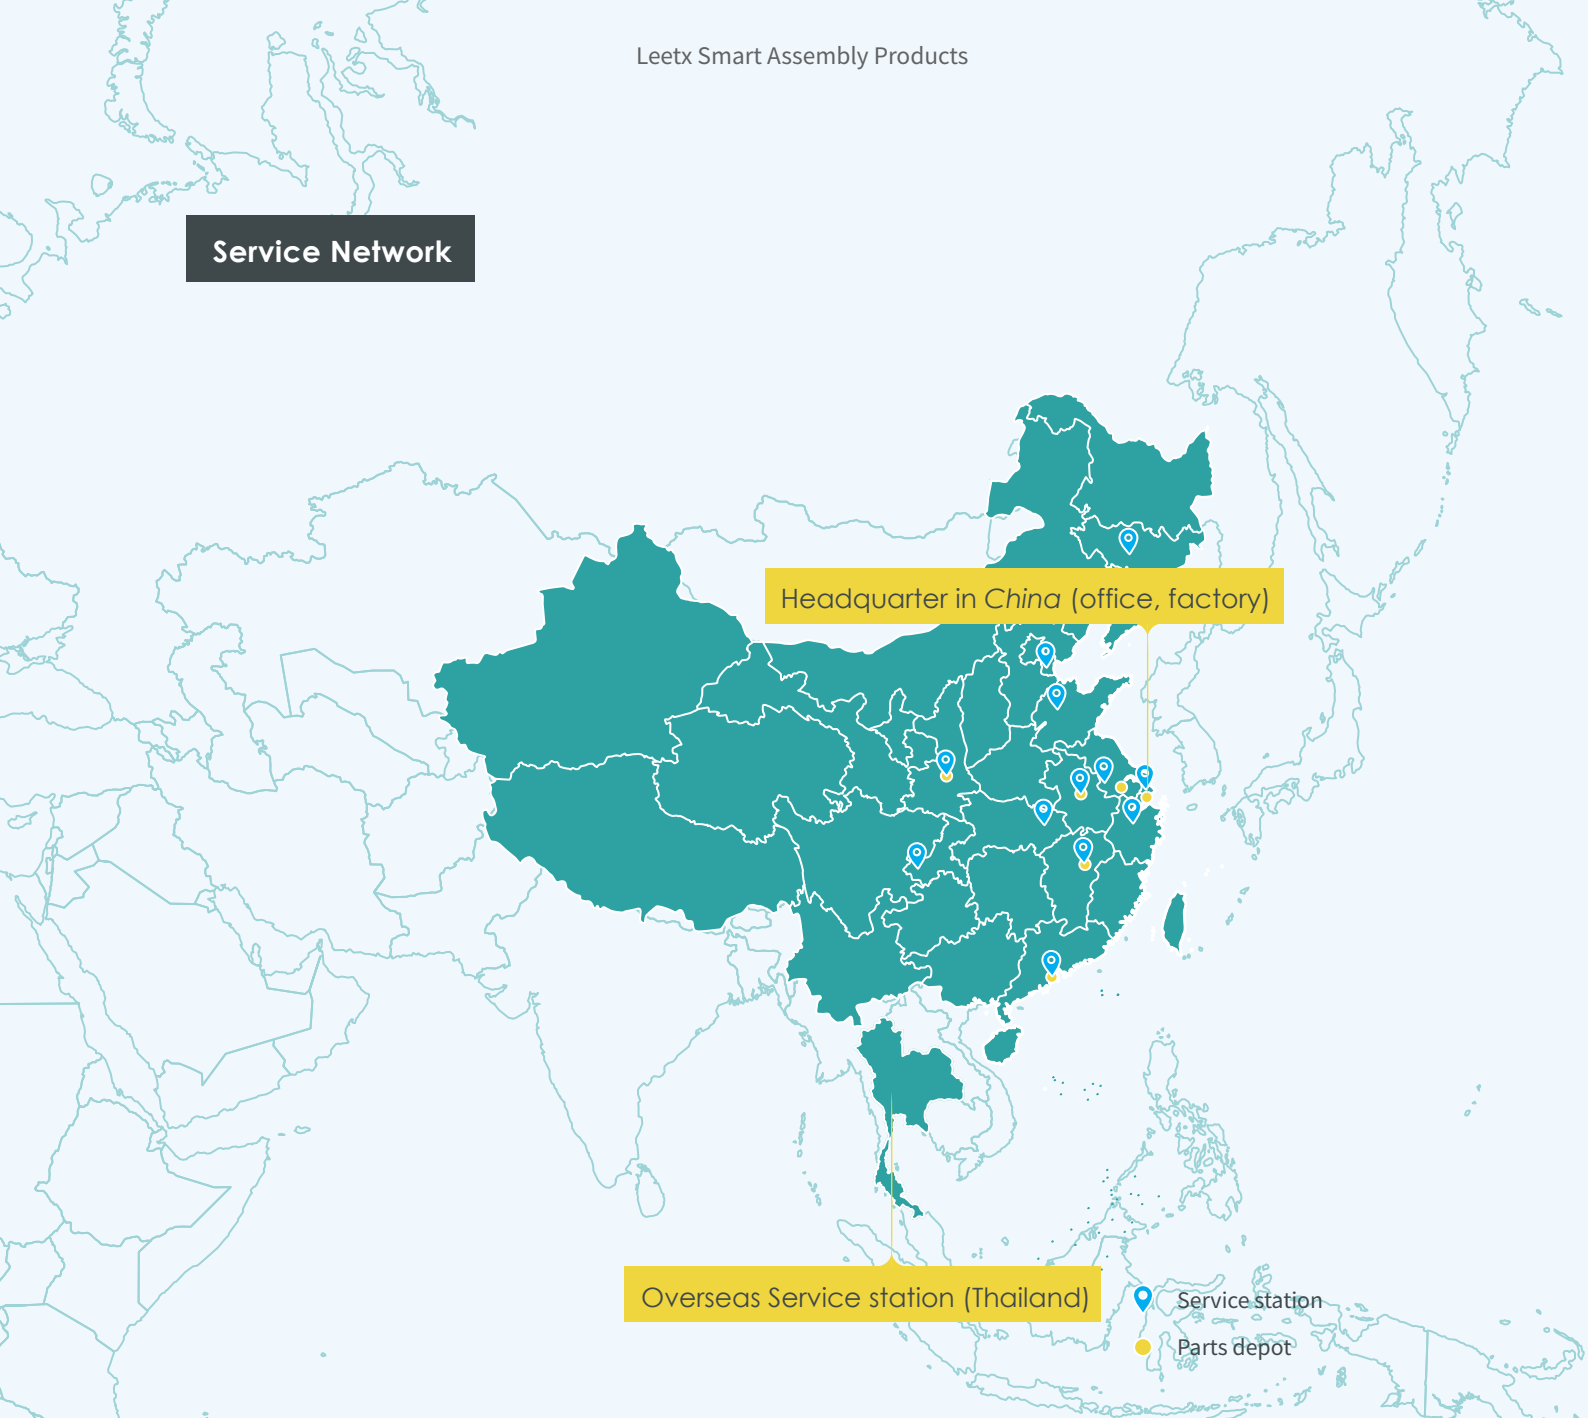 Leetx Smart Assembly Products
Service Network
Headquarter in China (office, factory)
Overseas Service station (Thailand)
Service station
Parts depot